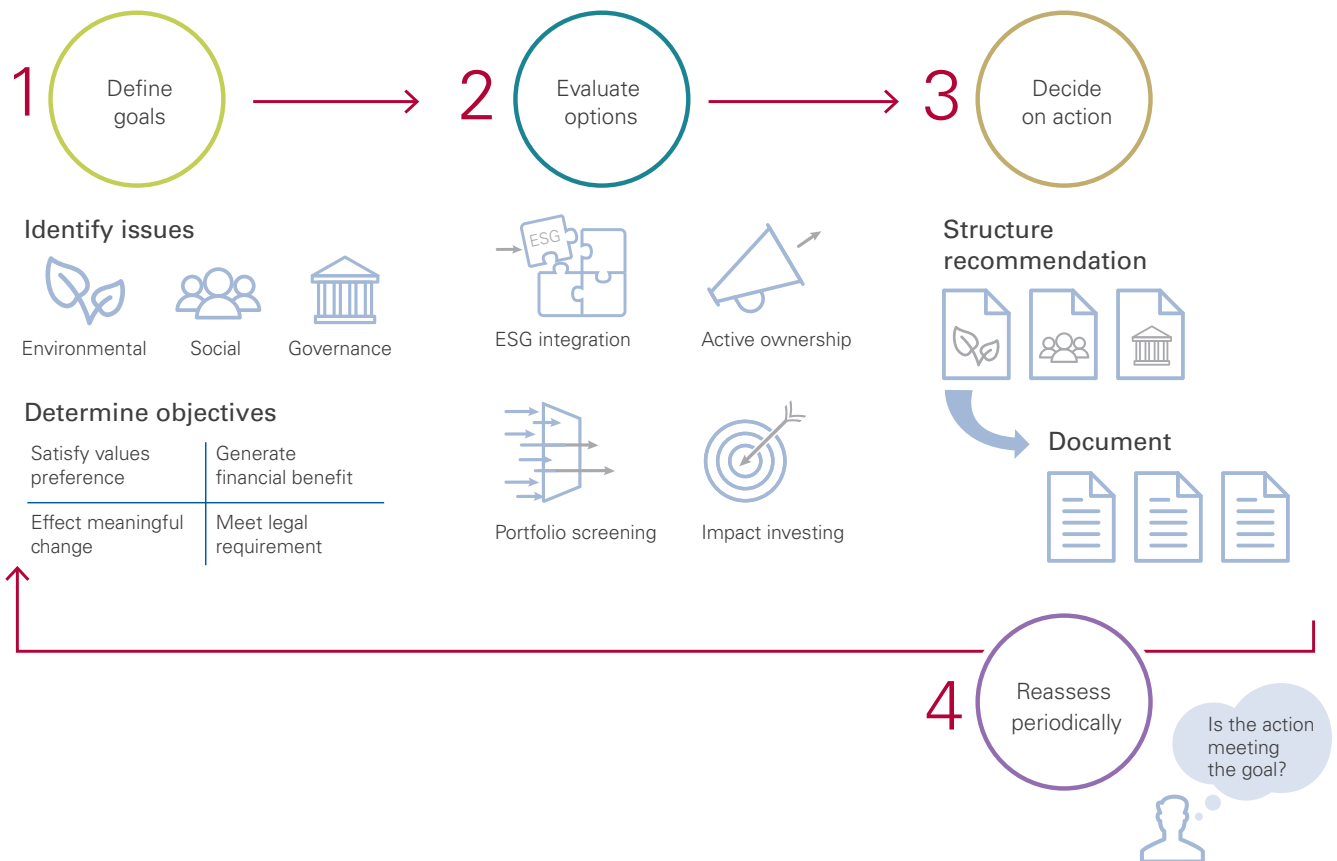 1
Define
goals
2
Evaluate
options
3
Decide
on action
Identify issues
Environmental
Social
Governance
Determine objectives
Satisfy values
preference
Generate
financial benefit
Effect meaningful
change
Meet legal
requirement
ESG
ESG integration
Active ownership
Portfolio screening
Impact investing
Structure
recommendation
Document
4
Reassess
periodically
Is the action
meeting
the goal?